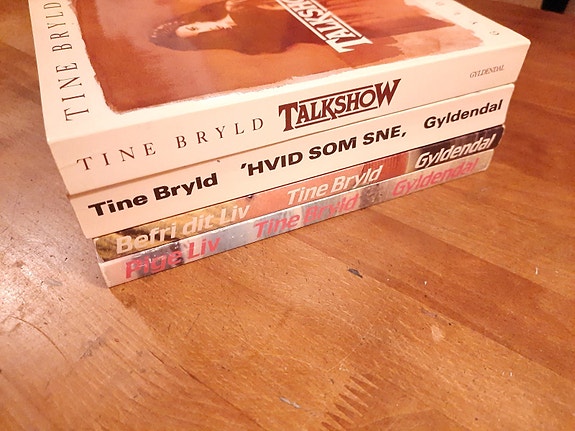 TINE BRYLD
TALKSHOW
TINE BRYLD TALKSHOW GYLDENDAL
Tine Bryld 'HVID SOM SNE, Gyldendal
Befri dit Liv Tine Bryld Gyldendal
Pige Liv Tine Bryld Gyldendal